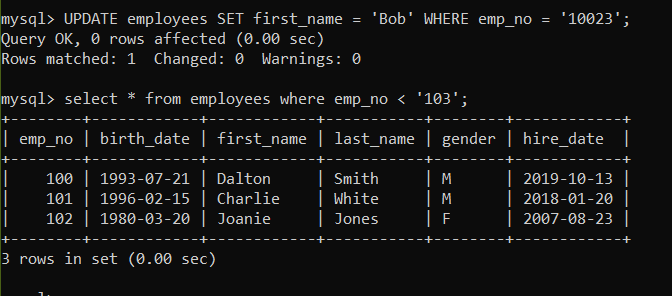 mysql> UPDATE employees SET first_name = 'Bob' WHERE emp_no = '10023';
Query OK, 0 rows affected (0.00 sec)
Rows matched: 1  Changed: 0  Warnings: 0
mysql> select * from employees where emp_no < '103';
+--------+------------+------------+-----------+--------+------------+
| emp_no | birth_date | first_name | last_name | gender | hire_date  |
+--------+------------+------------+-----------+--------+------------+
|    100 | 1993-07-21 | Dalton     | Smith     | M      | 2019-10-13 |
|    101 | 1996-02-15 | Charlie    | White     | M      | 2018-01-20 |
|    102 | 1980-03-20 | Joanie     | Jones     | F      | 2007-08-23 |
+--------+------------+------------+-----------+--------+------------+
3 rows in set (0.00 sec)